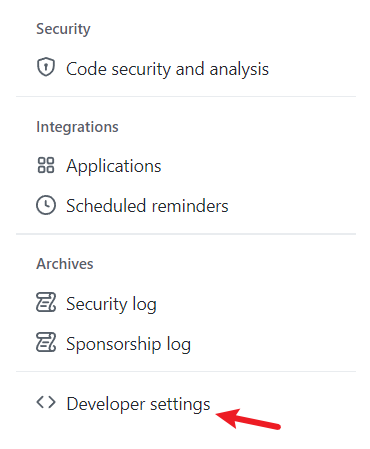 Security
Code security and analysis
Integrations
Applications
Scheduled reminders
Archives
Security log
Sponsorship log
Developer settings